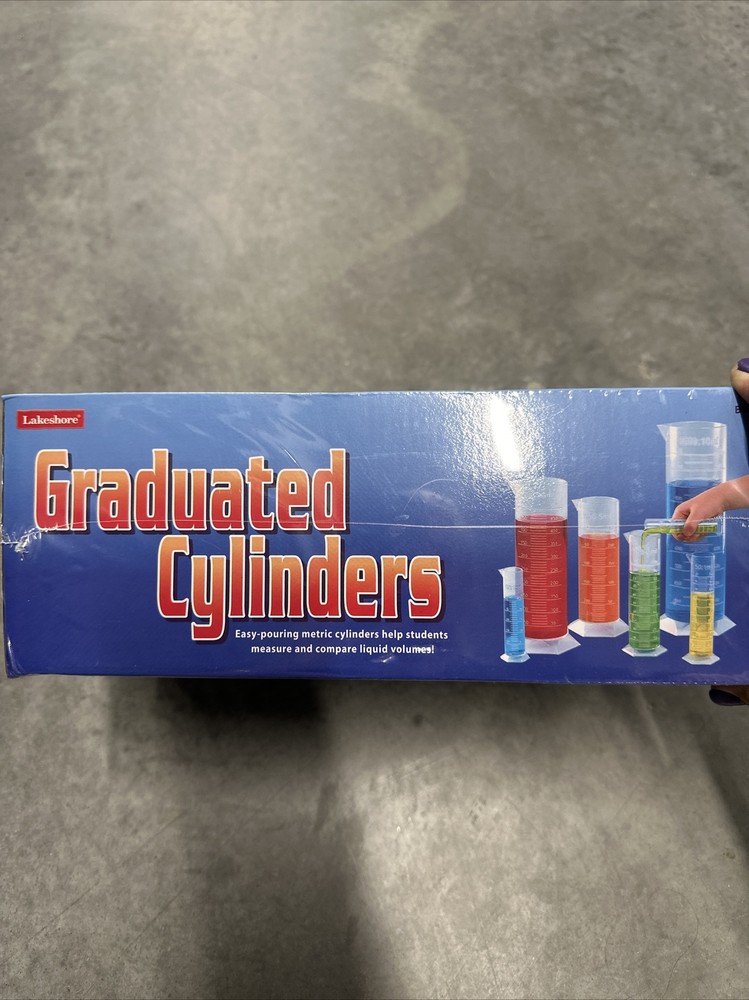 Lakeshore®
Graduated
Cylinders
Easy-pouring metric cylinders help students
measure and compare liquid volumes!